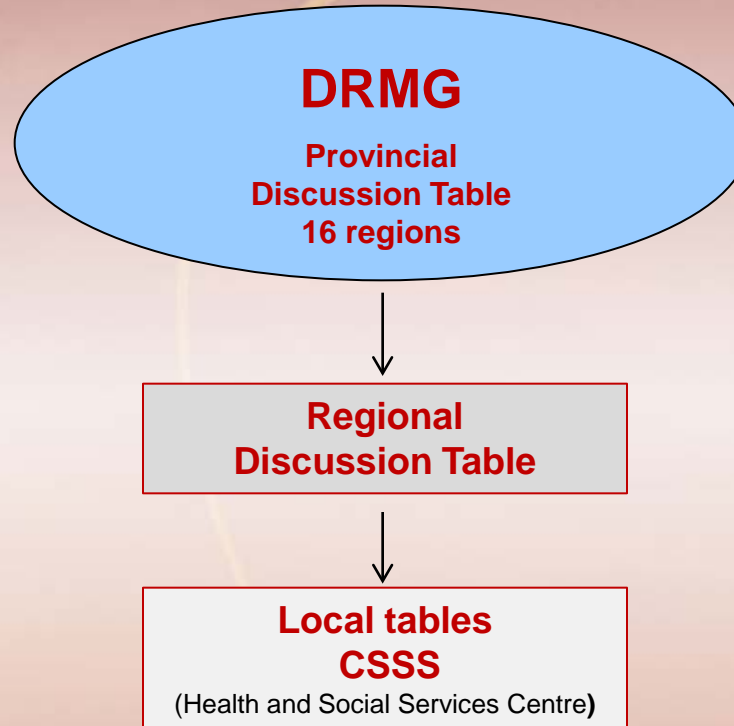 DRMG
Provincial
Discussion Table
16 regions
Regional
Discussion Table
Local tables
CSSS
(Health and Social Services Centre)